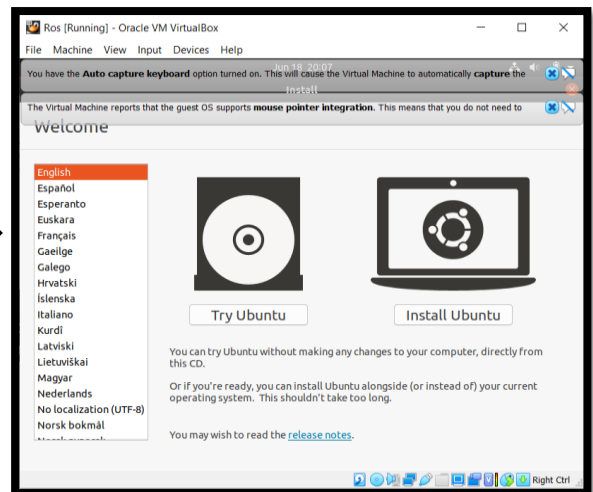 Ros [Running] - Oracle VM VirtualBox
File Machine View Input Devices Help
Jun 18 20:07
You have the Auto capture keyboard option turned on. This will cause the Virtual Machine to automatically capture the
Install
The Virtual Machine reports that the guest OS supports mouse pointer integration. This means that you do not need to
Welcome
English
Español
Esperanto
Euskara
Français
Gaeilge
Galego
Hrvatski
Íslenska
Italiano
Kurdî
Latviski
Lietuviškai
Magyar
Nederlands
No localization (UTF-8)
Norsk bokmål
Try Ubuntu
Install Ubuntu
You can try Ubuntu without making any changes to your computer, directly from
this CD.
Or if you're ready, you can install Ubuntu alongside (or instead of) your current
operating system. This shouldn't take too long.
You may wish to read the release notes.
Right Ctrl